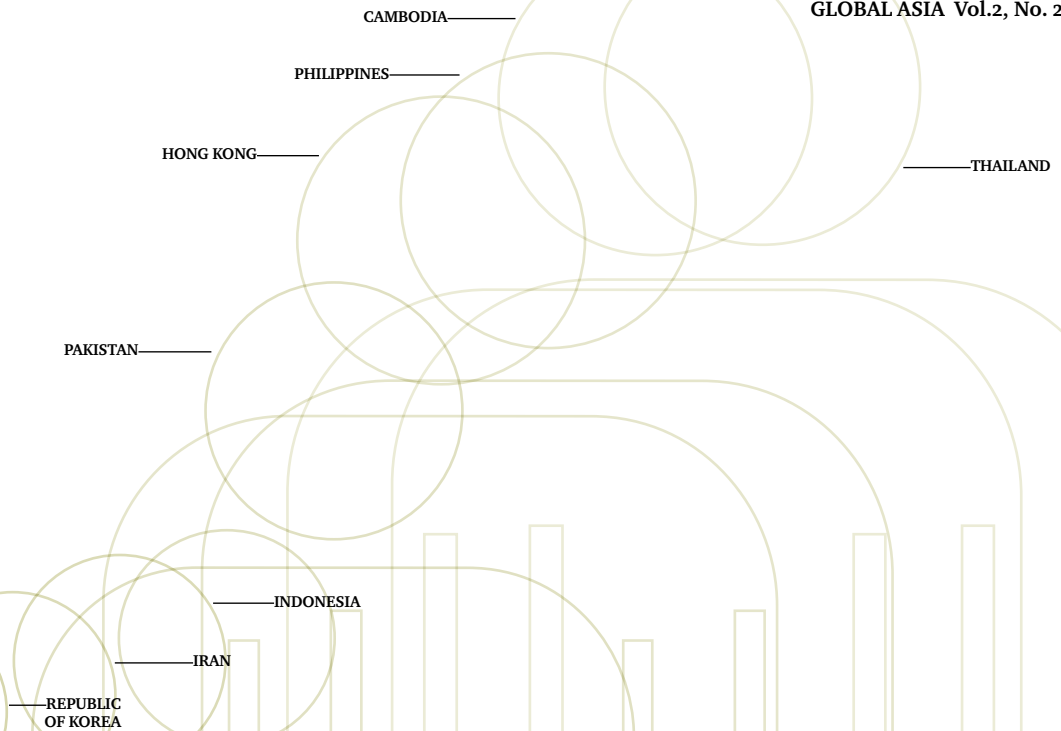 GLOBAL ASIA Vol.2, No. 2
CAMBODIA
PHILIPPINES
HONG KONG
THAILAND
PAKISTAN
INDONESIA
IRAN
REPUBLIC
OF KOREA